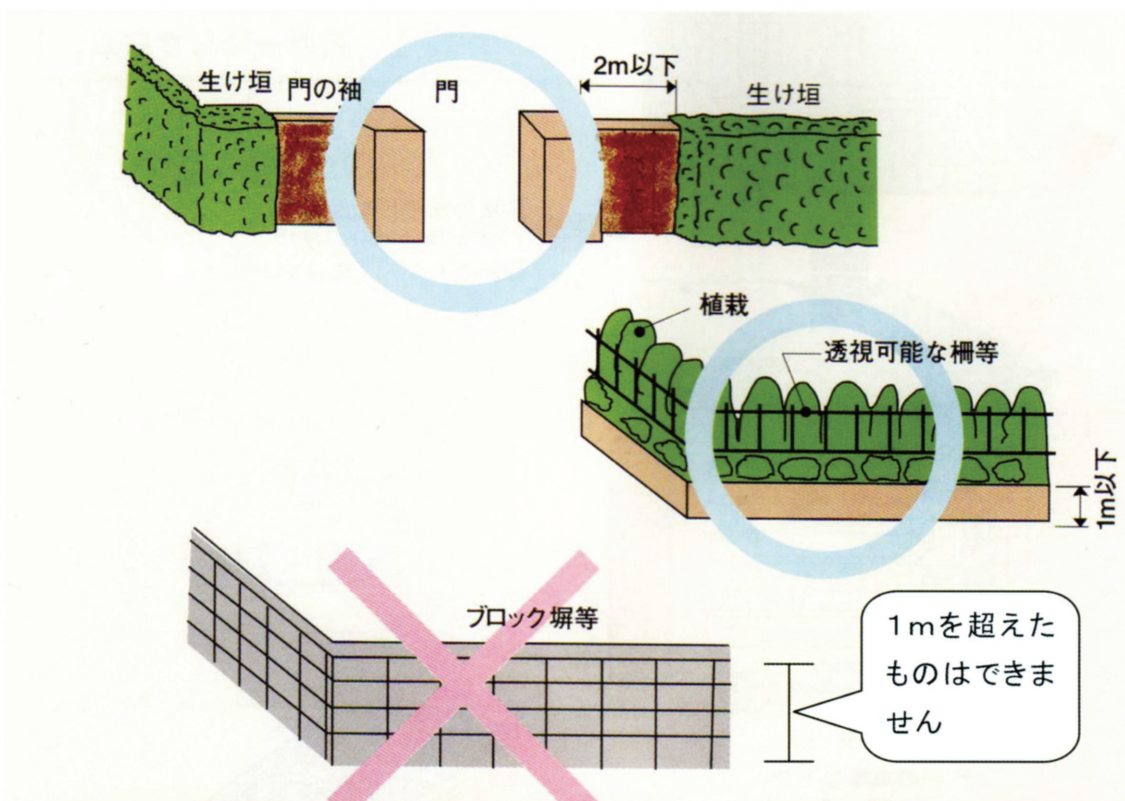 生け垣
門の袖
門
2m以下
生け垣
植栽
透視可能な柵等
1m以下
ブロック塀等
1mを超えた
ものはできま
せん